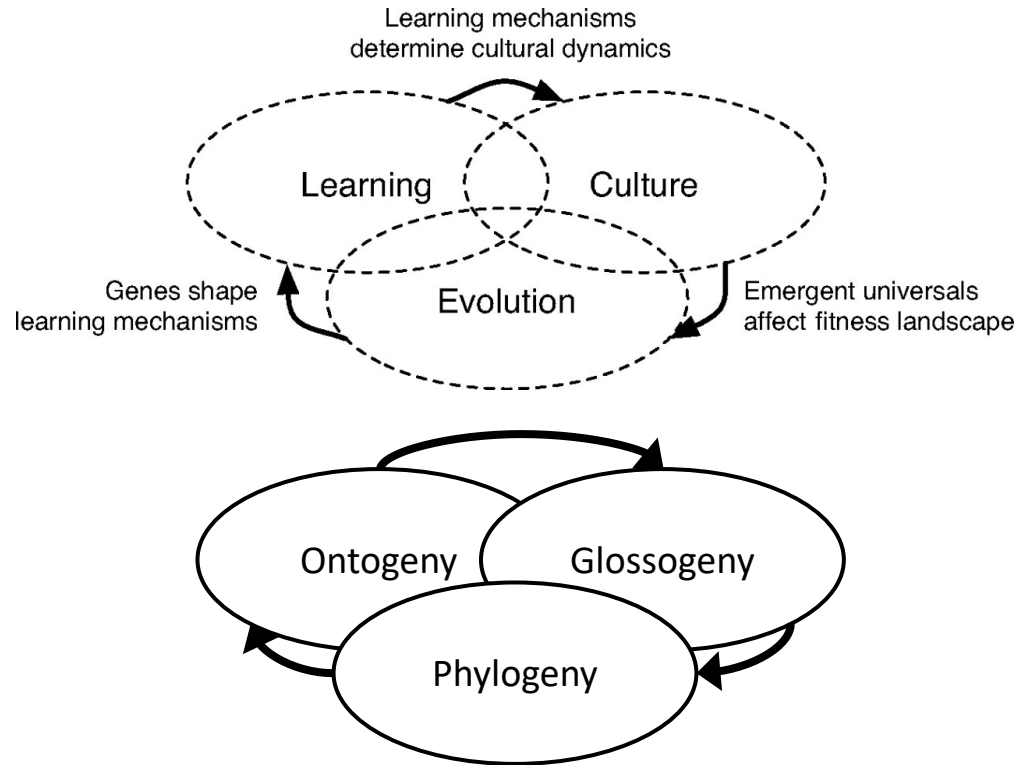 Learning mechanisms
determine cultural dynamics
Learning
Culture
Genes shape
learning mechanisms
Evolution
Emergent universals
affect fitness landscape
Ontogeny
Glossogeny
Phylogeny